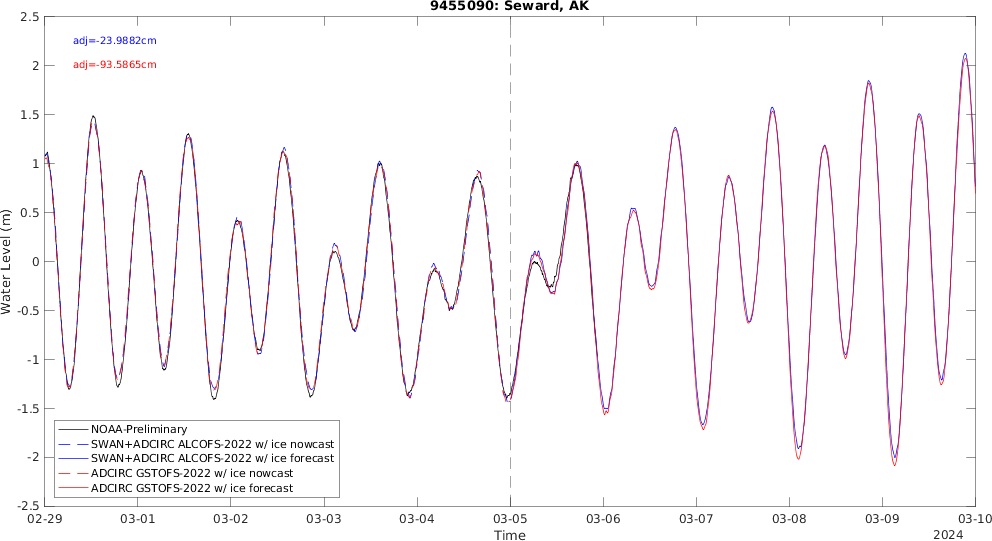 9455090: Seward, AK
adj=-23.9882cm
adj=-93.5865cm
2.5
2
1.5
1
0.5
0
-0.5
-1
-1.5
-2
-2.5
Water Level (m)
NOAA-Preliminary
SWAN+ADCIRC ALCOFS-2022 w/ ice nowcast
SWAN+ADCIRC ALCOFS-2022 w/ ice forecast
ADCIRC GSTOFS-2022 w/ ice nowcast
ADCIRC GSTOFS-2022 w/ ice forecast
02-29 03-01 03-02 03-03 03-04 03-05 03-06 03-07 03-08 03-09 03-10
Time
2024